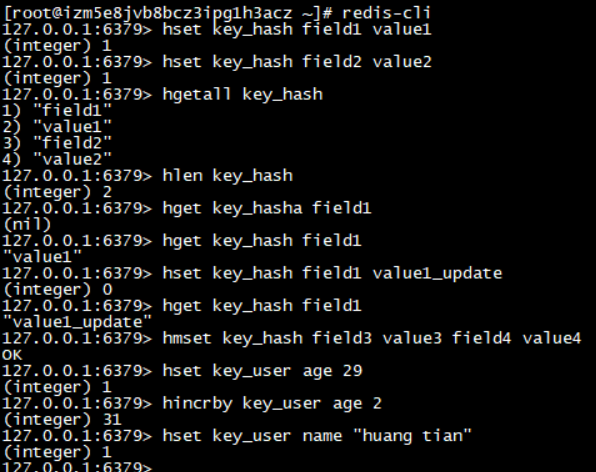 [root@izm5e8jvb8bcz3ipg1h3acz ~]# redis-cli
127.0.0.1:6379> hset key_hash field1 value1
(integer) 1
127.0.0.1:6379> hset key_hash field2 value2
(integer) 1
127.0.0.1:6379> hgetall key_hash
1) "field1"
2) "value1"
3) "field2"
4) "value2"
127.0.0.1:6379> hlen key_hash
(integer) 2
127.0.0.1:6379> hget key_hasha field1
(nil)
127.0.0.1:6379> hget key_hash field1
"value1"
127.0.0.1:6379> hset key_hash field1 value1_update
(integer) 0
127.0.0.1:6379> hget key_hash field1
"value1_update"
127.0.0.1:6379> hmset key_hash field3 value3 field4 value4
OK
127.0.0.1:6379> hset key_user age 29
(integer) 1
127.0.0.1:6379> hincrby key_user age 2
(integer) 31
127.0.0.1:6379> hset key_user name "huang tian"
(integer) 1
127.0.0.1:6379>